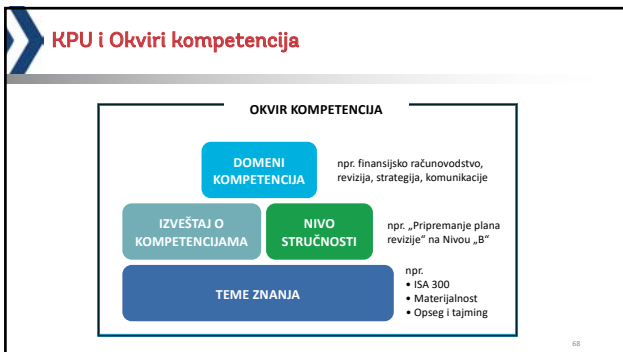 KPU i Okviri kompetencija
OKVIR KOMPETENCIJA
DOMENI
KOMPETENCIJA
npr. finansijsko računovodstvo,
revizija, strategija, komunikacije
IZVEŠTAJ O
KOMPETENCIJAMA
NIVO
STRUČNOSTI
npr. „Pripremanje plana
revizije“ na Nivou „B“
TEME ZNANJA
npr.
• ISA 300
• Materijalnost
• Opseg i tajming
68